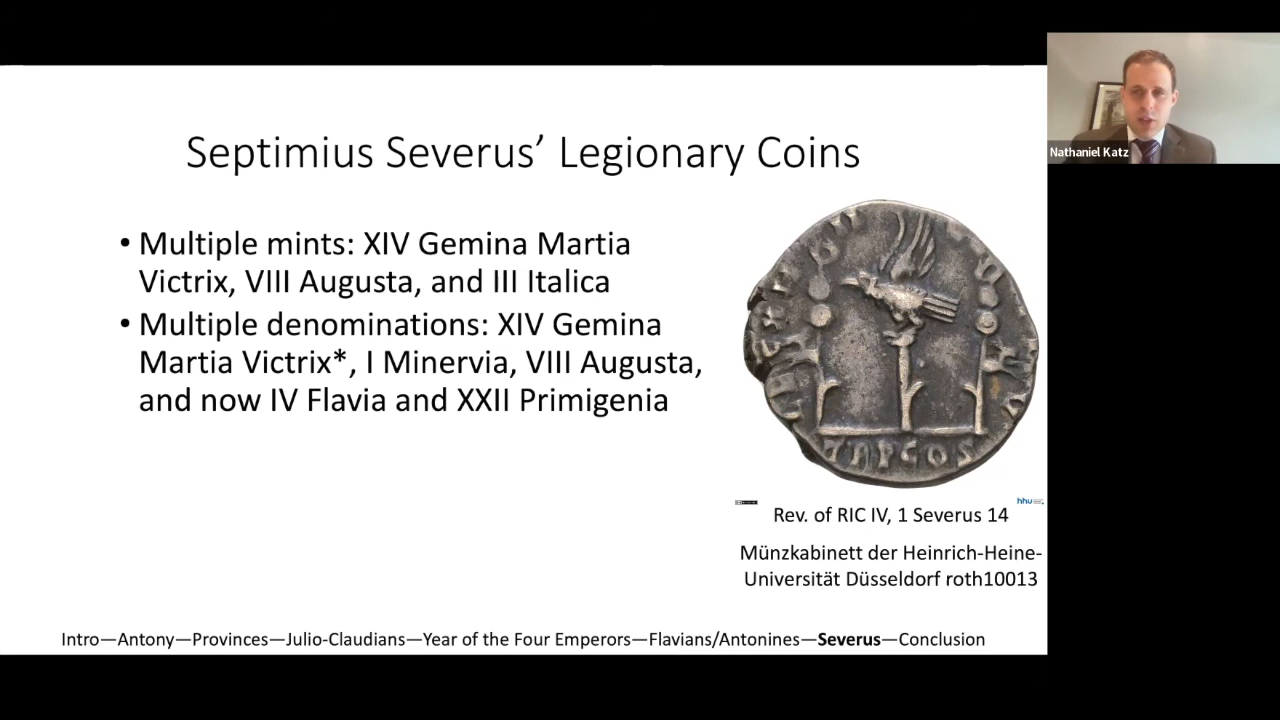 Septimius Severus’ Legionary Coins
• Multiple mints: XIV Gemina Martia
Victrix, VIII Augusta, and III Italica
• Multiple denominations: XIV Gemina
Martia Victrix*, I Minervia, VIII Augusta,
and now IV Flavia and XXII Primigenia
TRPCOS
hhu
Rev. of RIC IV, 1 Severus 14
Münzkabinett der Heinrich-Heine-
Universität Düsseldorf roth10013
Intro—Antony—Provinces—Julio-Claudians—Year of the Four Emperors—Flavians/Antonines—Severus—Conclusion
Nathaniel Katz